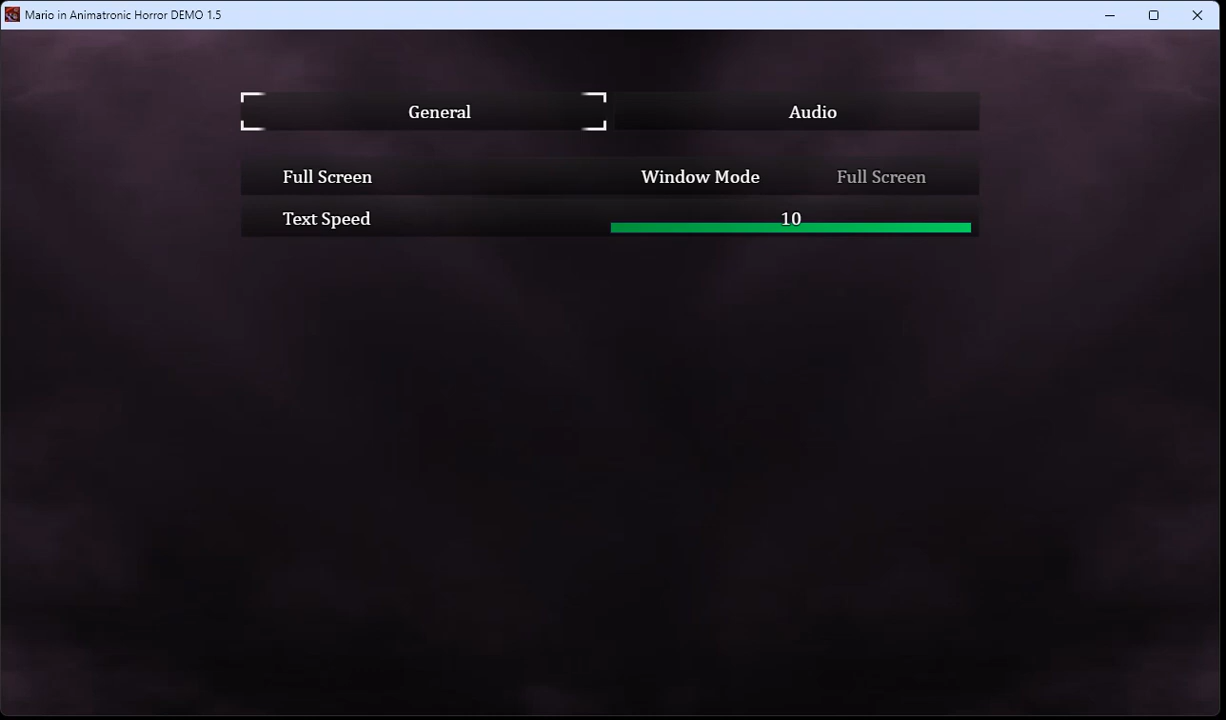 Mario in Animatronic Horror DEMO 1.5
General Audio
Full Screen Window Mode Full Screen
Text Speed 10